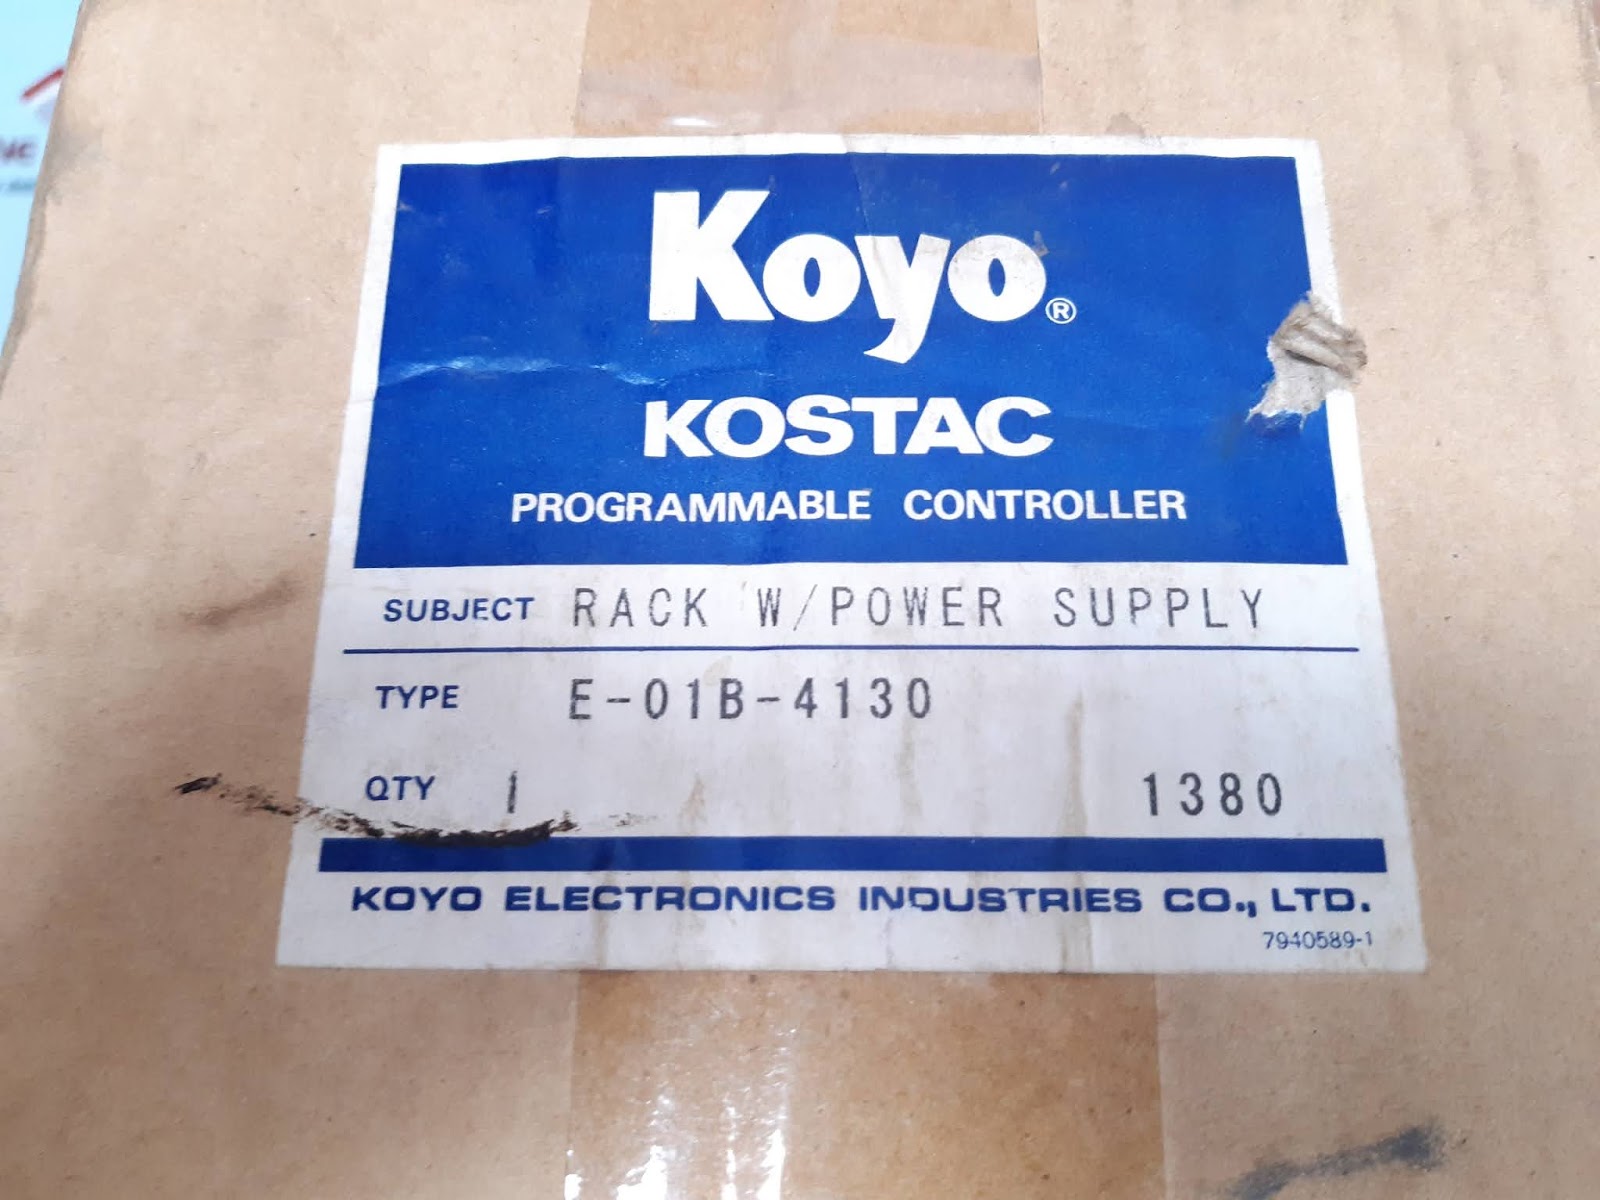 Koyo®
KOSTAC
PROGRAMMABLE CONTROLLER
SUBJECT RACK W/POWER SUPPLY
TYPE E-01B-4130
QTY 1 1380
KOYO ELECTRONICS INDUSTRIES CO., LTD.
7940589-1